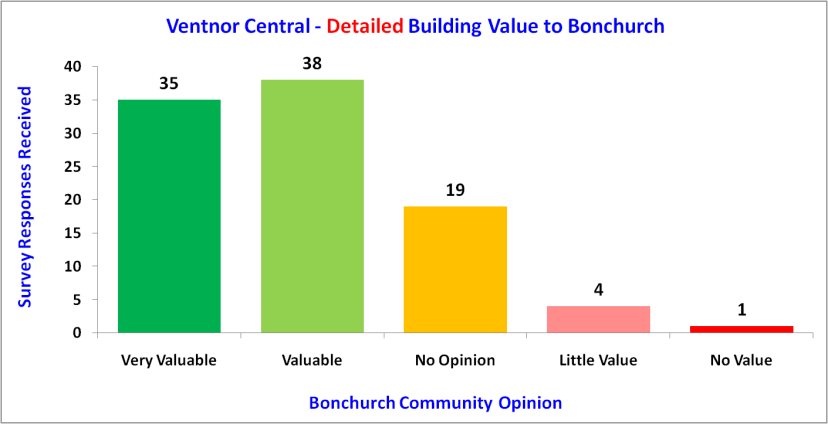 Ventnor Central - Detailed Building Value to Bonchurch
Survey Responses Received
40
35
30
25
20
15
10
5
0
35
38
19
4
1
Very Valuable
Valuable
No Opinion
Little Value
No Value
Bonchurch Community Opinion